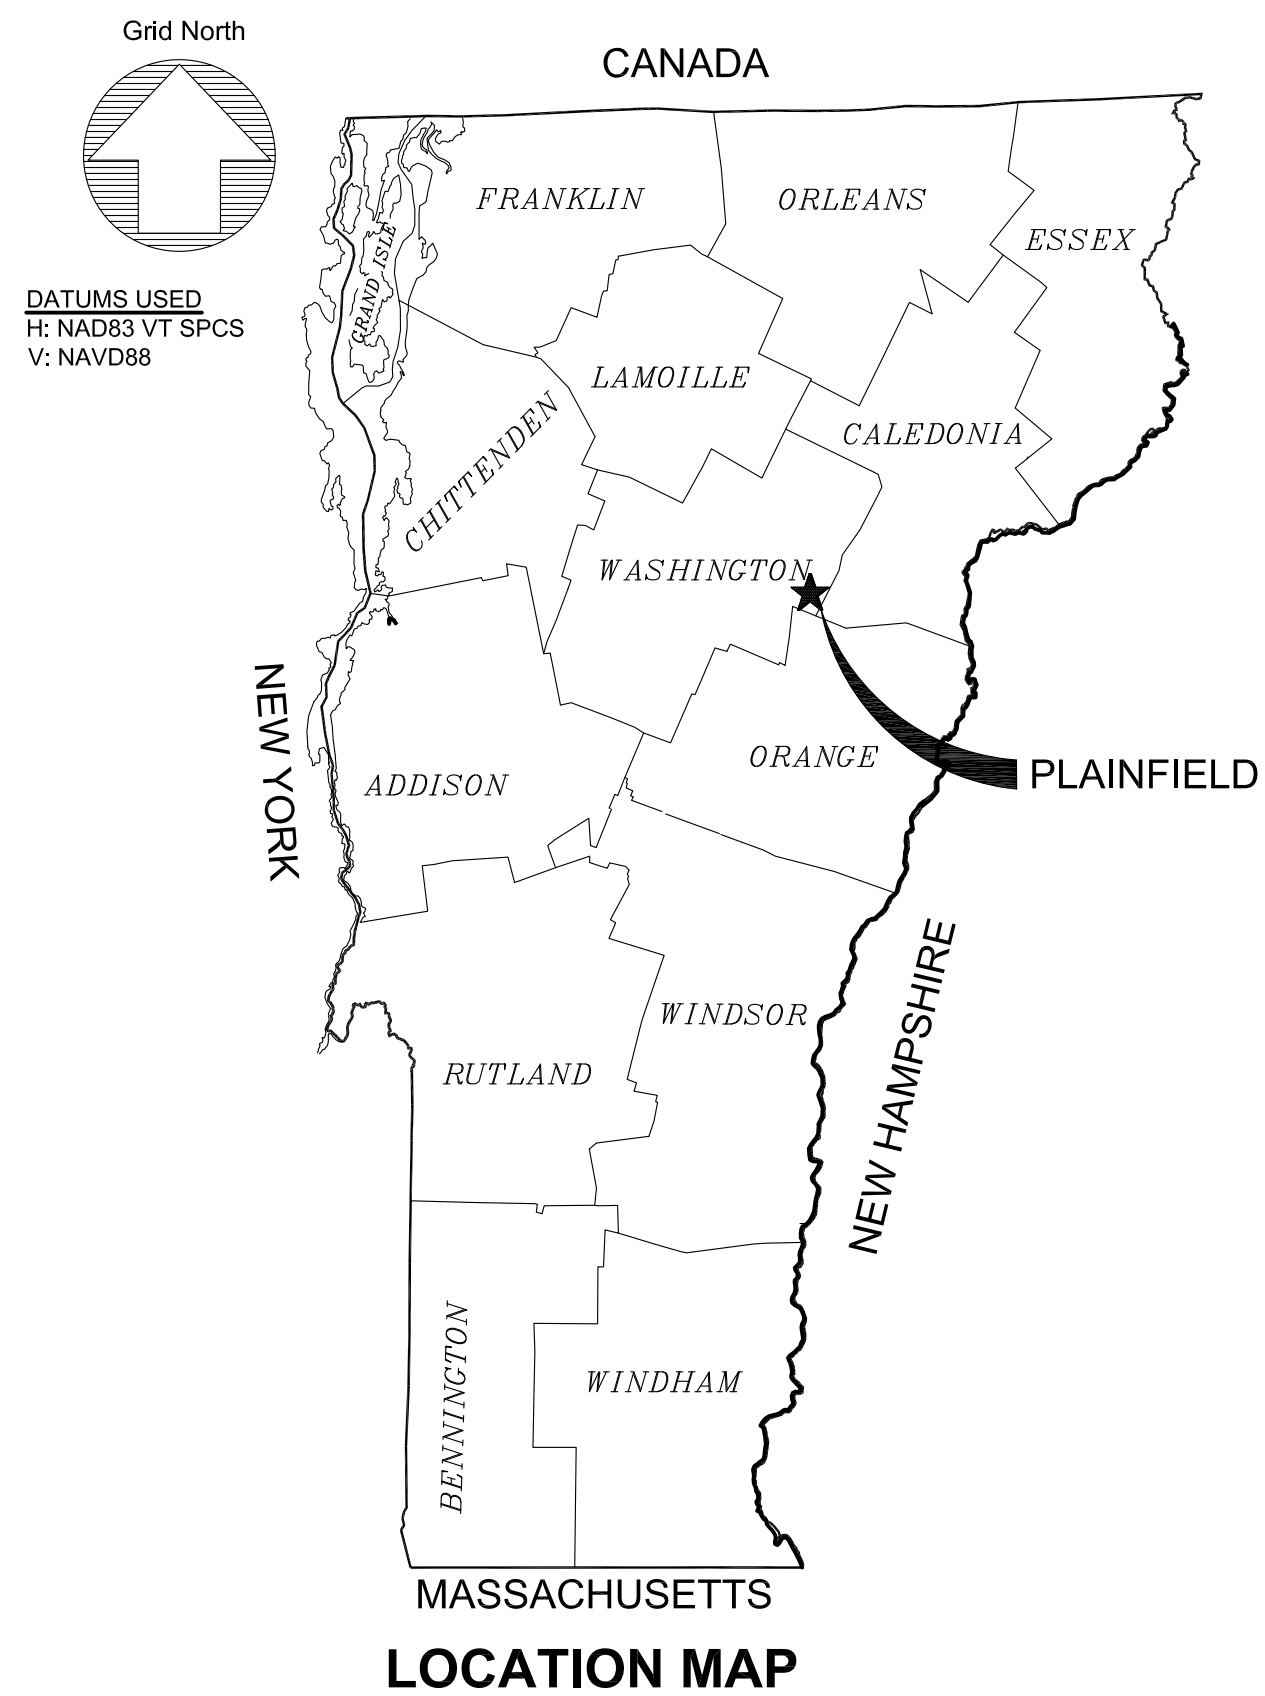 Grid North
CANADA
FRANKLIN
ORLEANS
ESSEX
GRAND ISLE
DATUMS USED
H: NAD83 VT SPCS
V: NAVD88
LAMOILLE
CHITTENDEN
CALEDONIA
WASHINGTON
NEW YORK
ADDISON
ORANGE
PLAINFIELD
NEW HAMPSHIRE
WINDSOR
RUTLAND
BENNINGTON
WINDHAM
MASSACHUSETTS
LOCATION MAP